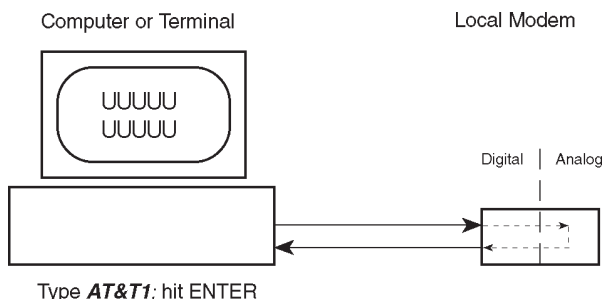 Computer or Terminal
Local Modem
UUUUU
UUUUU
Digital
Analog
Type AT&T1; hit ENTER